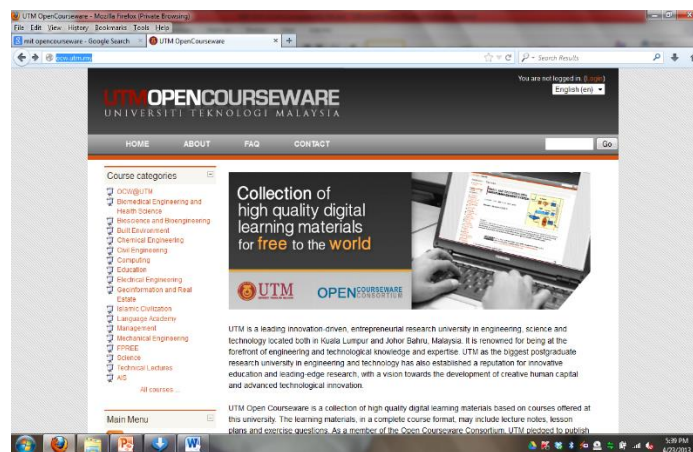 UTM OpenCourseware - Mozilla Firefox (Private Browsing)
File Edit View History Bookmarks Tools Help
mit opencourseware - Google Search
UTM OpenCourseware
ocw.utm.my
Search Results
You are not logged in. (Login)
English (en)
UTMOPENCOURSEWARE
UNIVERSITI TEKNOLOGI MALAYSIA
HOME ABOUT FAQ CONTACT
Go
Course categories
OCW@UTM
Biomedical Engineering and
Health Science
Bioscience and Bioengineering
Built Environment
Chemical Engineering
Civil Engineering
Computing
Education
Electrical Engineering
Geoinformation and Real
Estate
Islamic Civilization
Language Academy
Management
Mechanical Engineering
FPREE
Science
Technical Lectures
AIS
All courses ...
Main Menu
Collection of
high quality digital
learning materials
for free to the world
UTM
OPENCOURSEWARE
CONSORTIUM
UTM is a leading innovation-driven, entrepreneurial research university in engineering, science and
technology located both in Kuala Lumpur and Johor Bahru, Malaysia. It is renowned for being at the
forefront of engineering and technological knowledge and expertise. UTM as the biggest postgraduate
research university in engineering and technology has also established a reputation for innovative
education and leading-edge research, with a vision towards the development of creative human capital
and advanced technological innovation.
UTM Open Courseware is a collection of high quality digital learning materials based on courses offered at
this university. The learning materials, in a complete course format, may include lecture notes, lesson
plans and exercise questions. As a member of the Open Courseware Consortium, UTM pledged to publish
5:39 PM
4/23/2013